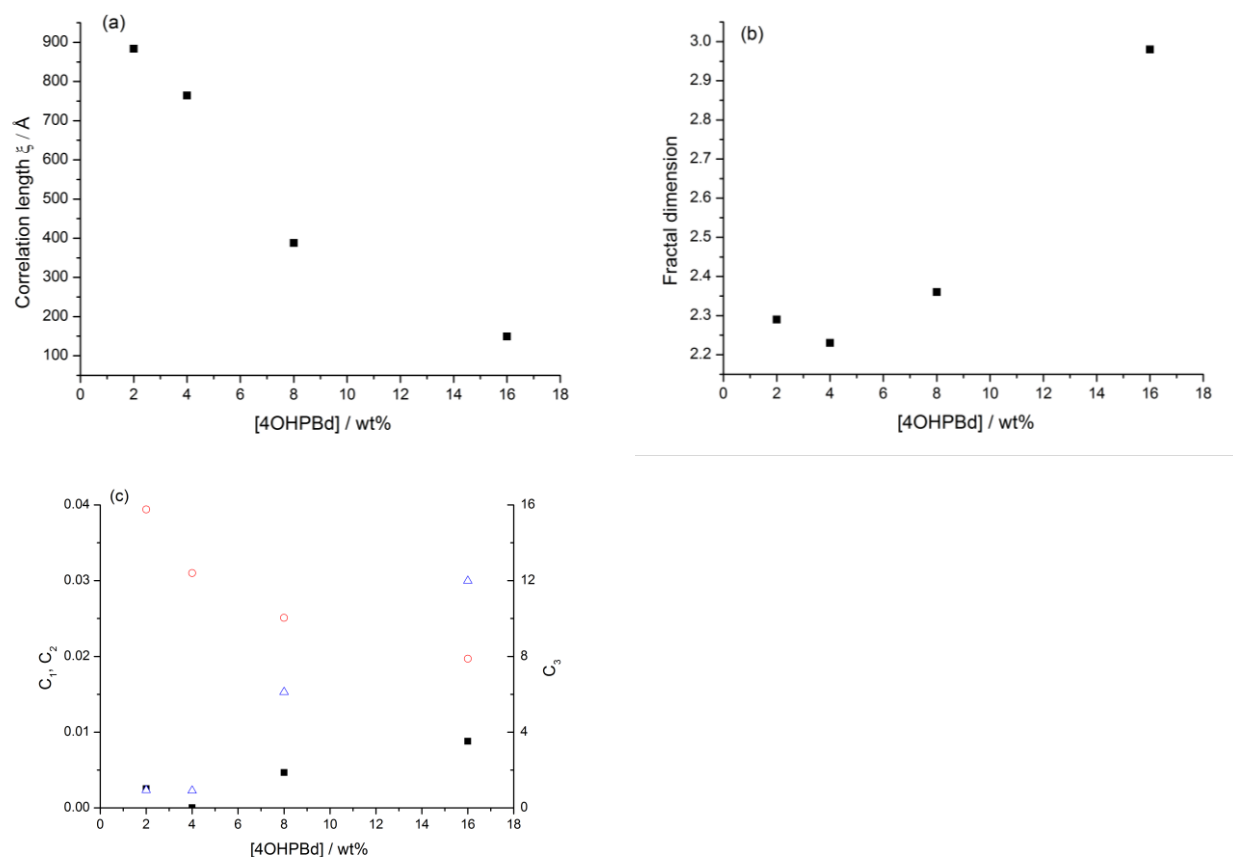 (a)
Correlation length ξ / Å
900
800
700
600
500
400
300
200
100
0 2 4 6 8 10 12 14 16 18
[4OHPBd] / wt%
(b)
Fractal dimension
3.0
2.9
2.8
2.7
2.6
2.5
2.4
2.3
2.2
0 2 4 6 8 10 12 14 16 18
[4OHPBd] / wt%
(c)
C₁, C₂
0.04
0.03
0.02
0.01
0.00
16
12
8
4
0
C₃
0 2 4 6 8 10 12 14 16 18
[4OHPBd] / wt%